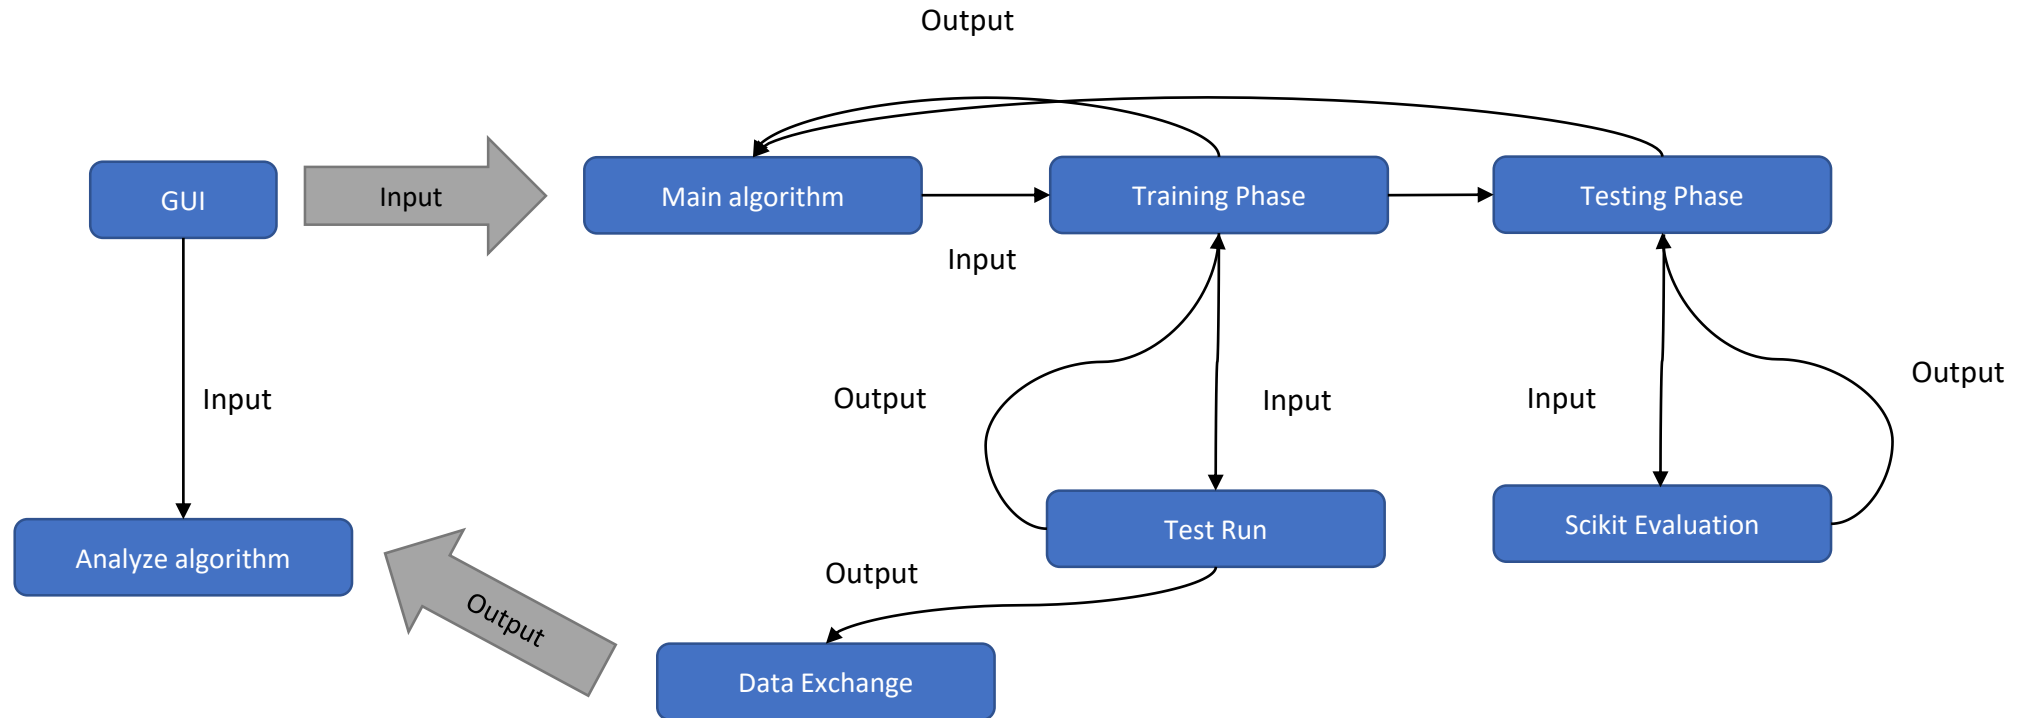 Output
GUI
Input
Main algorithm
Training Phase
Testing Phase
Input
Input
Output
Input
Input
Output
Analyze algorithm
Output
Test Run
Scikit Evaluation
Output
Data Exchange